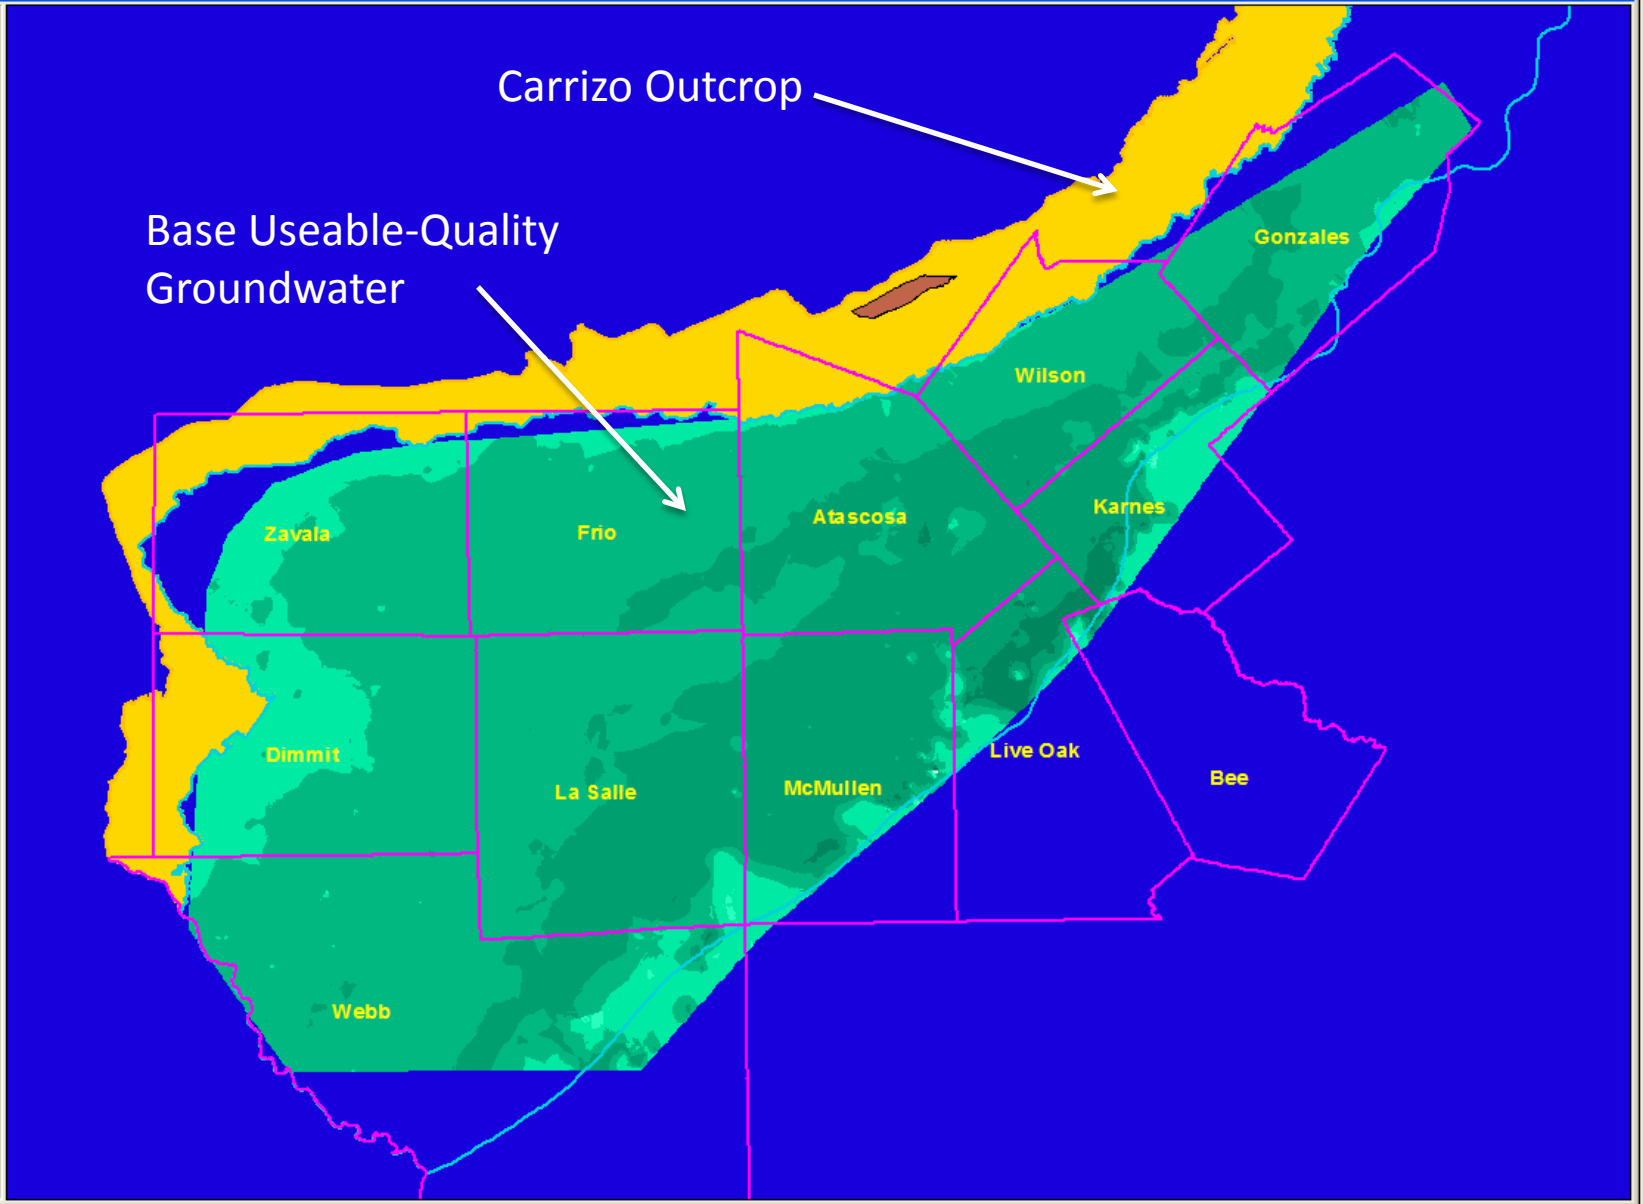 Carrizo Outcrop
Base Useable-Quality
Groundwater
Gonzales
Wilson
Karnes
Atascosa
Frio
Zavala
Dimmit
La Salle
McMullen
Live Oak
Bee
Webb